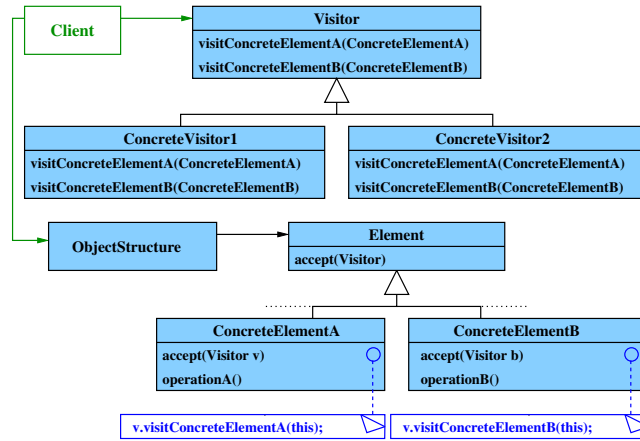 Client
Visitor
visitConcreteElementA(ConcreteElementA)
visitConcreteElementB(ConcreteElementB)
ConcreteVisitor1
visitConcreteElementA(ConcreteElementA)
visitConcreteElementB(ConcreteElementB)
ConcreteVisitor2
visitConcreteElementA(ConcreteElementA)
visitConcreteElementB(ConcreteElementB)
ObjectStructure
Element
accept(Visitor)
ConcreteElementA
accept(Visitor v)
operationA()
ConcreteElementB
accept(Visitor b)
operationB()
v.visitConcreteElementA(this);
v.visitConcreteElementB(this);